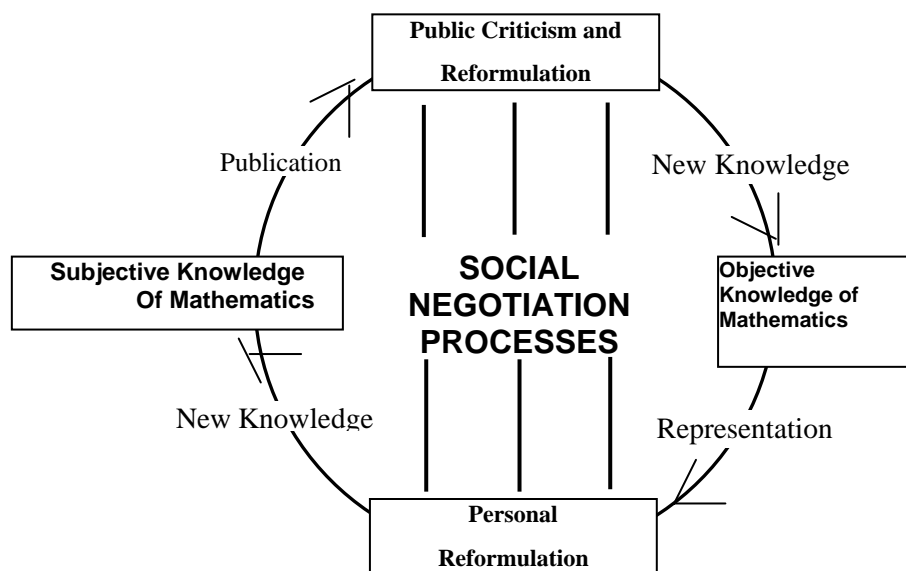 Public Criticism and
Reformulation
Publication
New Knowledge
Subjective Knowledge
Of Mathematics
SOCIAL
NEGOTIATION
PROCESSES
Objective
Knowledge of
Mathematics
New Knowledge
Representation
Personal
Reformulation